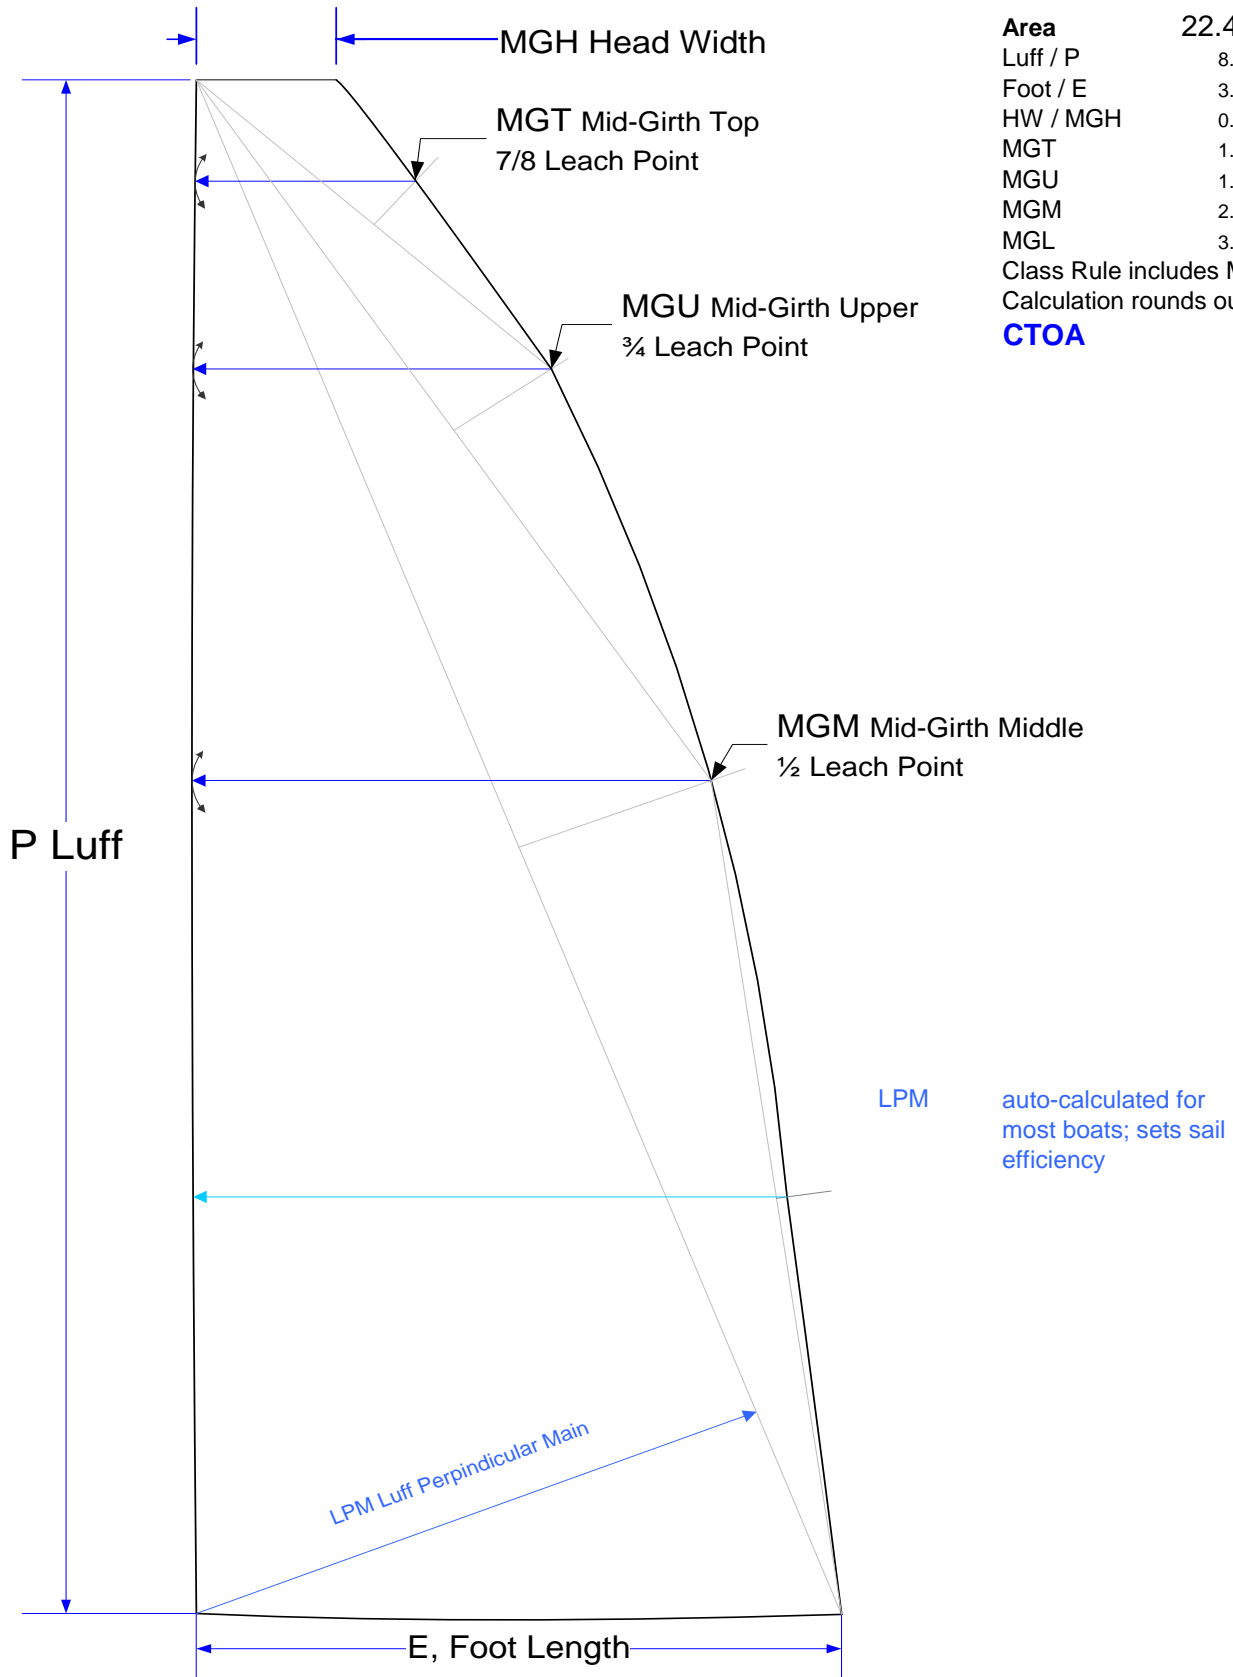 MGH Head Width
MGT Mid-Girth Top
7/8 Leach Point
MGU Mid-Girth Upper
¾ Leach Point
MGM Mid-Girth Middle
½ Leach Point
P Luff
LPM Luff Perpindicular Main
E, Foot Length
Area 22.4
Luff / P 8.
Foot / E 3.
HW / MGH 0.
MGT 1.
MGU 1.
MGM 2.
MGL 3.
Class Rule includes
Calculation rounds
CTOA
LPM auto-calculated for
most boats; sets sail
efficiency